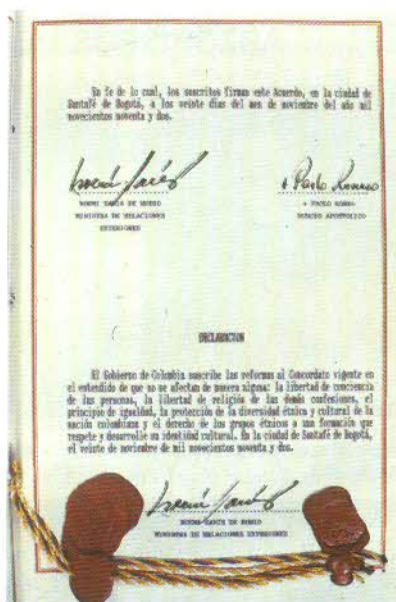 En fe de lo cual, los suscritos firman este Acuerdo, en la ciudad de
Santafé de Bogotá, a los veinte días del mes de noviembre del año mil
novecientos noventa y dos.
Noemí Sanín
+ Paolo Romeo
NOEMI SANIN DE RUBIO
MINISTRA DE RELACIONES
EXTERIORES
+ PAOLO ROMEO
NUNCIO APOSTOLICO
DECLARACION
El Gobierno de Colombia suscribe las reformas al Concordato vigente en
el entendido de que no se afectan de manera alguna: la libertad de conciencia
de las personas, la libertad de religión de las demás confesiones, el
principio de igualdad, la protección de la diversidad étnica y cultural de la
nación colombiana y el derecho de los grupos étnicos a una formación que
respete y desarrolle su identidad cultural. En la ciudad de Santafé de Bogotá,
el veinte de noviembre de mil novecientos noventa y dos.
Noemí Sanín
NOEMI SANIN DE RUBIO
MINISTRA DE RELACIONES EXTERIORES